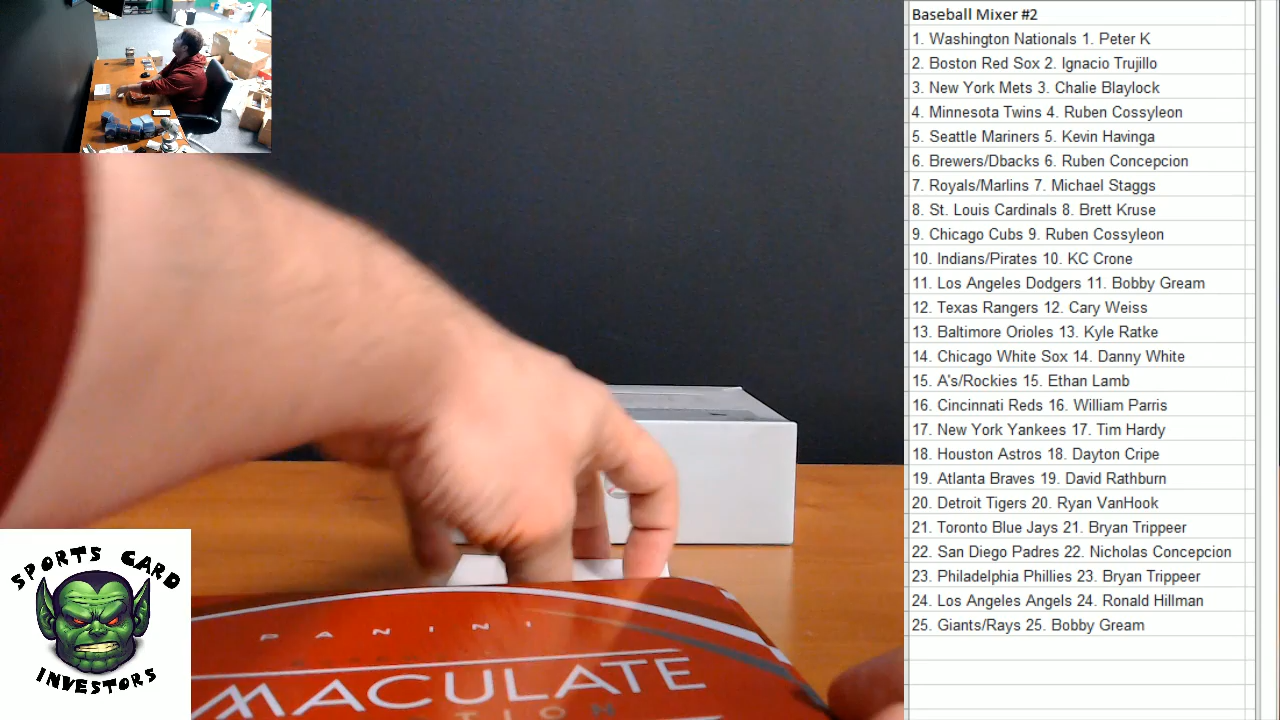 Baseball Mixer #2
1. Washington Nationals 1. Peter K
2. Boston Red Sox 2. Ignacio Trujillo
3. New York Mets 3. Chalie Blaylock
4. Minnesota Twins 4. Ruben Cossyleon
5. Seattle Mariners 5. Kevin Havinga
6. Brewers/Dbacks 6. Ruben Concepcion
7. Royals/Marlins 7. Michael Staggs
8. St. Louis Cardinals 8. Brett Kruse
9. Chicago Cubs 9. Ruben Cossyleon
10. Indians/Pirates 10. KC Crone
11. Los Angeles Dodgers 11. Bobby Gream
12. Texas Rangers 12. Cary Weiss
13. Baltimore Orioles 13. Kyle Ratke
14. Chicago White Sox 14. Danny White
15. A's/Rockies 15. Ethan Lamb
16. Cincinnati Reds 16. William Parris
17. New York Yankees 17. Tim Hardy
18. Houston Astros 18. Dayton Cripe
19. Atlanta Braves 19. David Rathburn
20. Detroit Tigers 20. Ryan VanHook
21. Toronto Blue Jays 21. Bryan Trippeer
22. San Diego Padres 22. Nicholas Concepcion
23. Philadelphia Phillies 23. Bryan Trippeer
24. Los Angeles Angels 24. Ronald Hillman
25. Giants/Rays 25. Bobby Gream
SPORTS CARD
INVESTORS
PANINI
MACULATE
TION